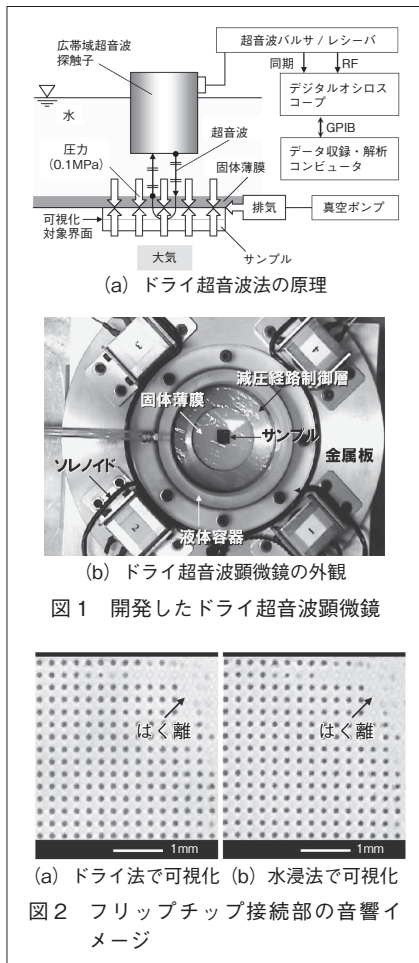 超音波パルサ / レシーバ
広帯域超音波
探触子
同期
RF
デジタルオシロス
コープ
水
GPIB
圧力
(0.1MPa)
超音波
固体薄膜
データ収録・解析
コンピュータ
可視化
対象界面
排気
真空ポンプ
大気
サンプル
(a) ドライ超音波法の原理
3
4
減圧経路制御層
固体薄膜
サンプル
ソレノイド
金属板
2
1
液体容器
(b) ドライ超音波顕微鏡の外観
図1 開発したドライ超音波顕微鏡
はく離
はく離
1mm
1mm
(a) ドライ法で可視化 (b) 水浸法で可視化
図2 フリップチップ接続部の音響イ
メージ